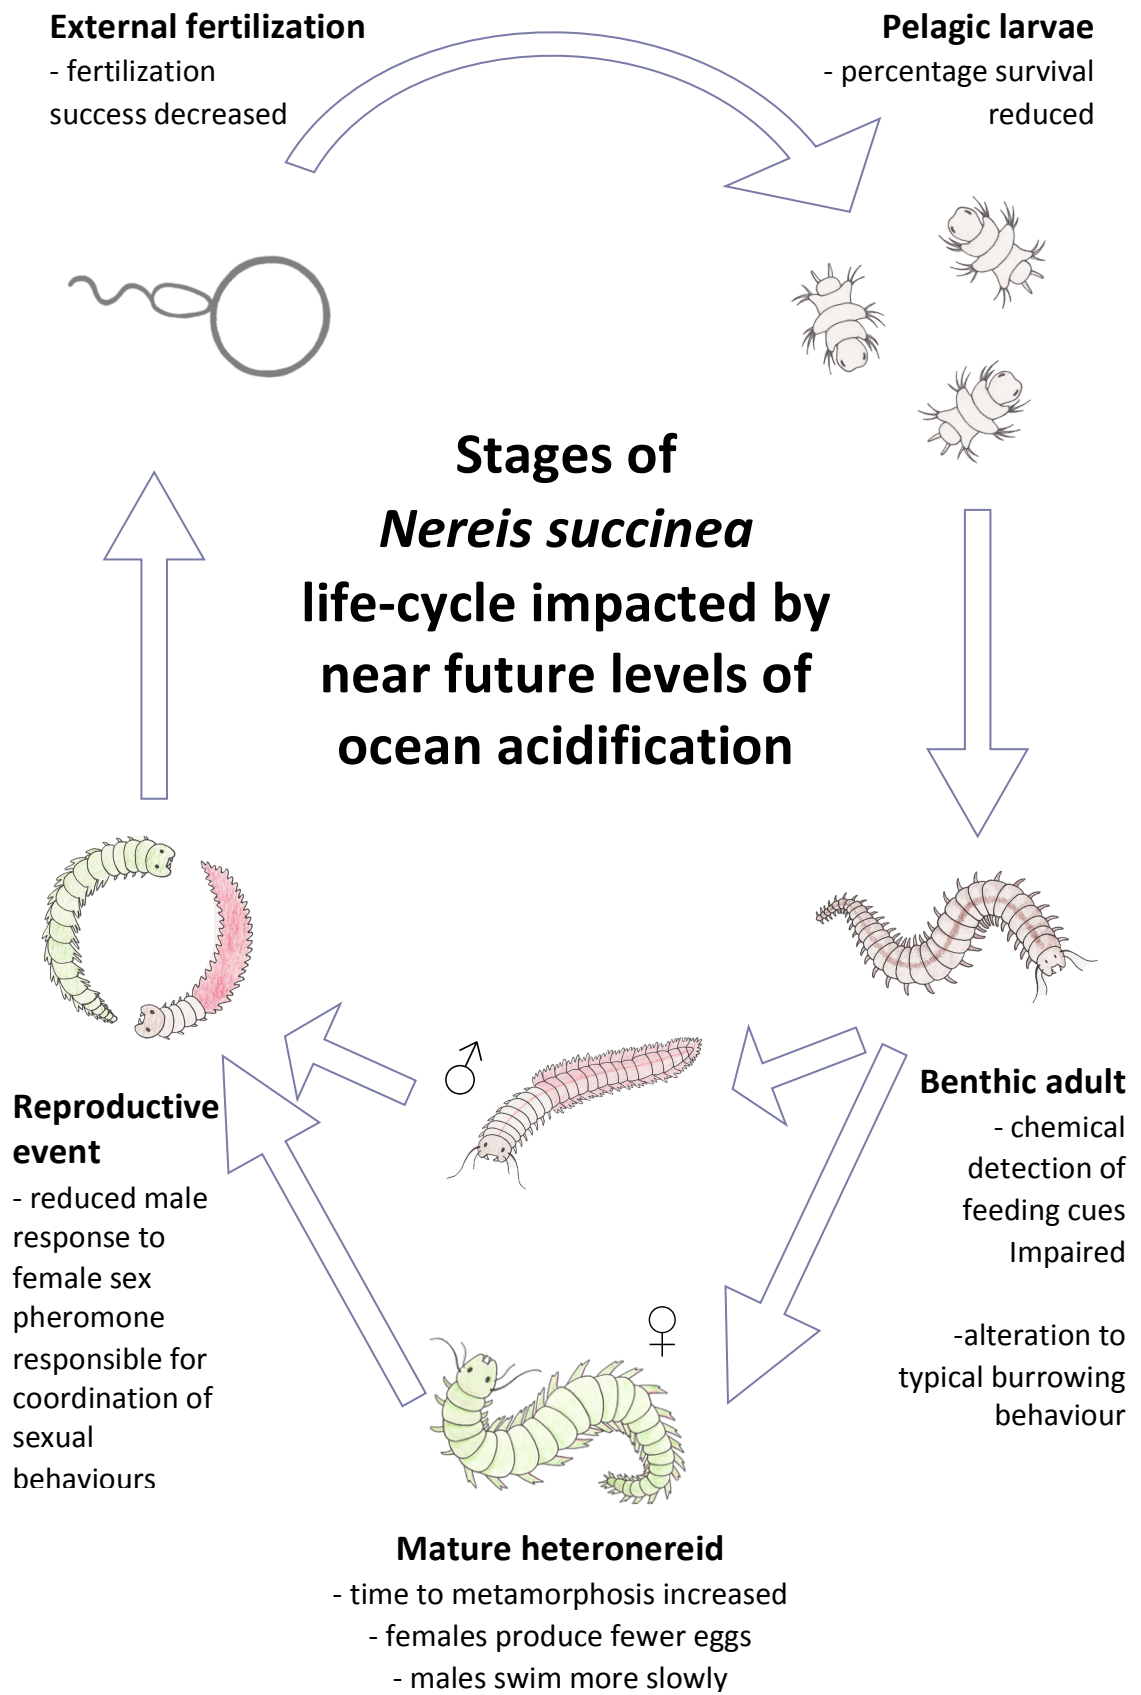 External fertilization
- fertilization
success decreased
Pelagic larvae
- percentage survival
reduced
Stages of
Nereis succinea
life-cycle impacted by
near future levels of
ocean acidification
Benthic adult
- chemical
detection of
feeding cues
Impaired
-alteration to
typical burrowing
behaviour
Reproductive
event
- reduced male
response to
female sex
pheromone
responsible for
coordination of
sexual
behaviours
♂
♀
Mature heteronereid
- time to metamorphosis increased
- females produce fewer eggs
- males swim more slowly